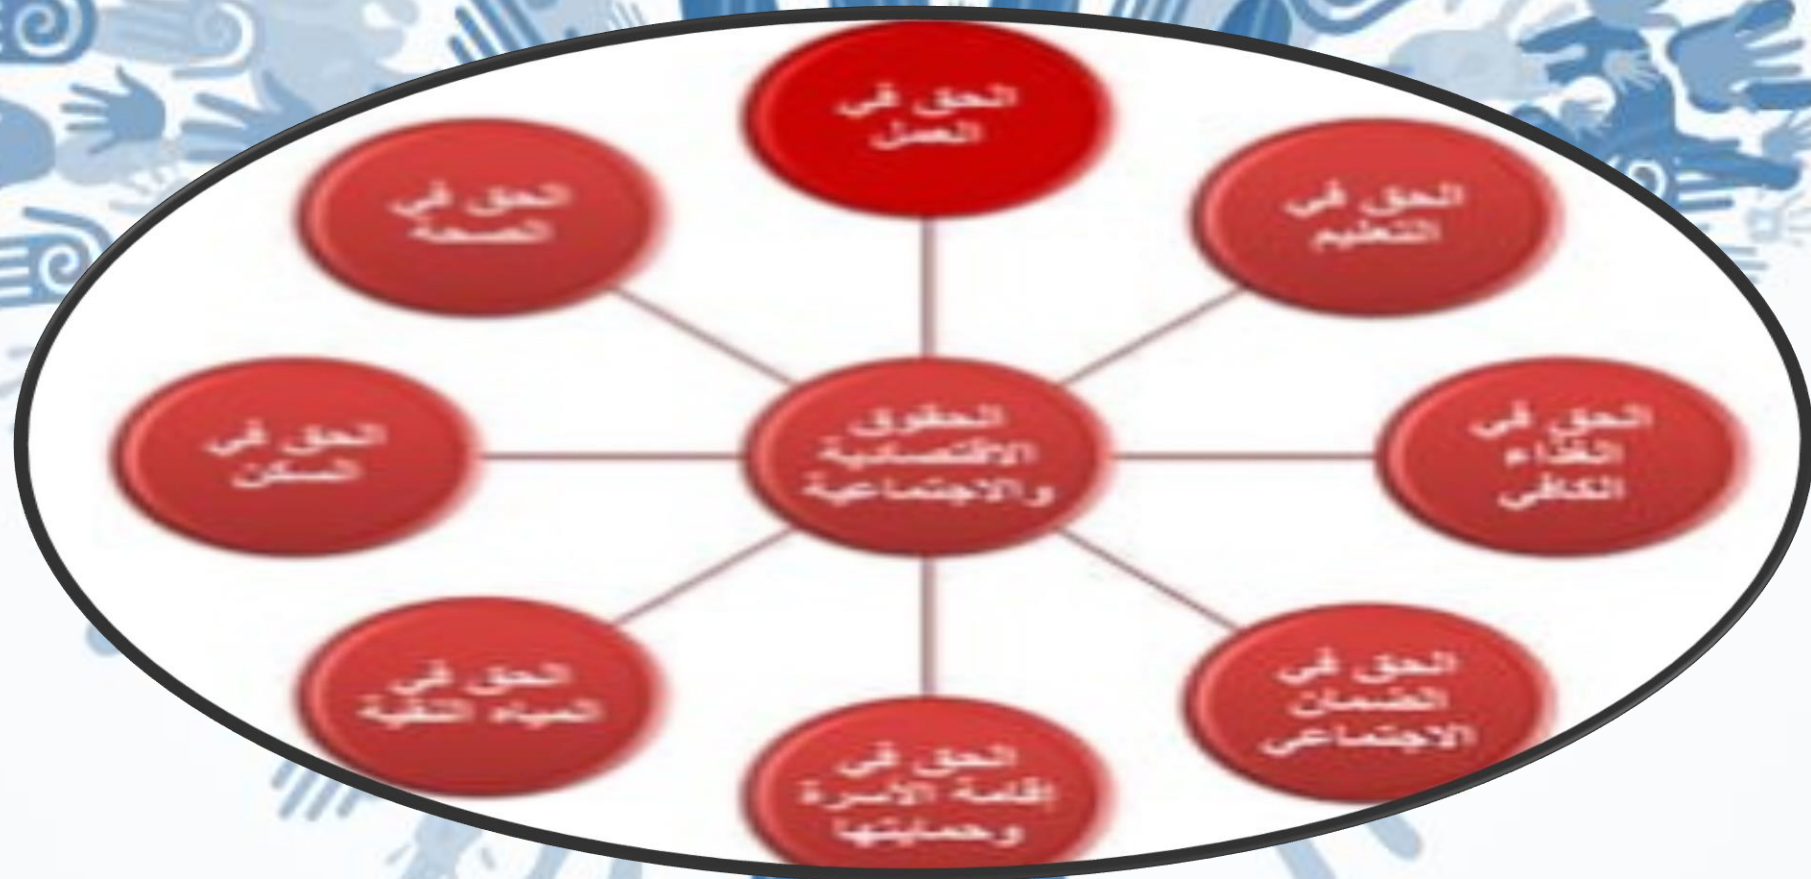 الحق في
العمل
الحق في
التعليم
الحق في
الغذاء
الكافي
الحق في
الضمان
الاجتماعي
الحق في
إقامة الأسرة
وحمايتها
الحق في
المياه النقية
الحق في
السكن
الحق في
الصحة
الحقوق
الاقتصادية
والاجتماعية